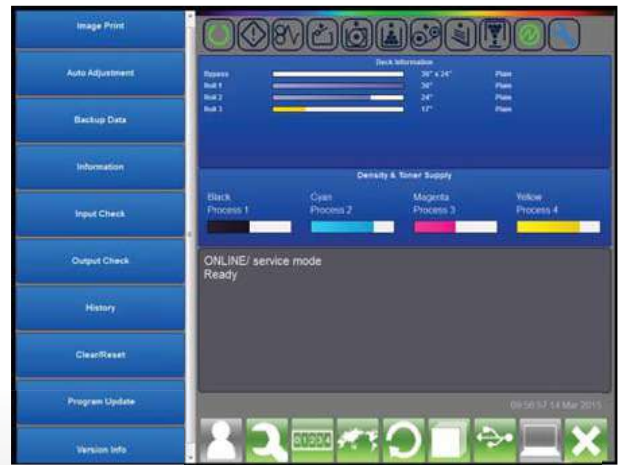 Image Print
Auto Adjustment
Backup Data
Information
Input Check
Output Check
History
Clear/Reset
Program Update
Version Info
Deck Information
Bypass 36" x 24" Plain
Roll 1 36" Plain
Roll 2 24" Plain
Roll 3 17" Plain
Density & Toner Supply
Black Cyan Magenta Yellow
Process 1 Process 2 Process 3 Process 4
ONLINE/ service mode
Ready
14 Mar 2015
01234